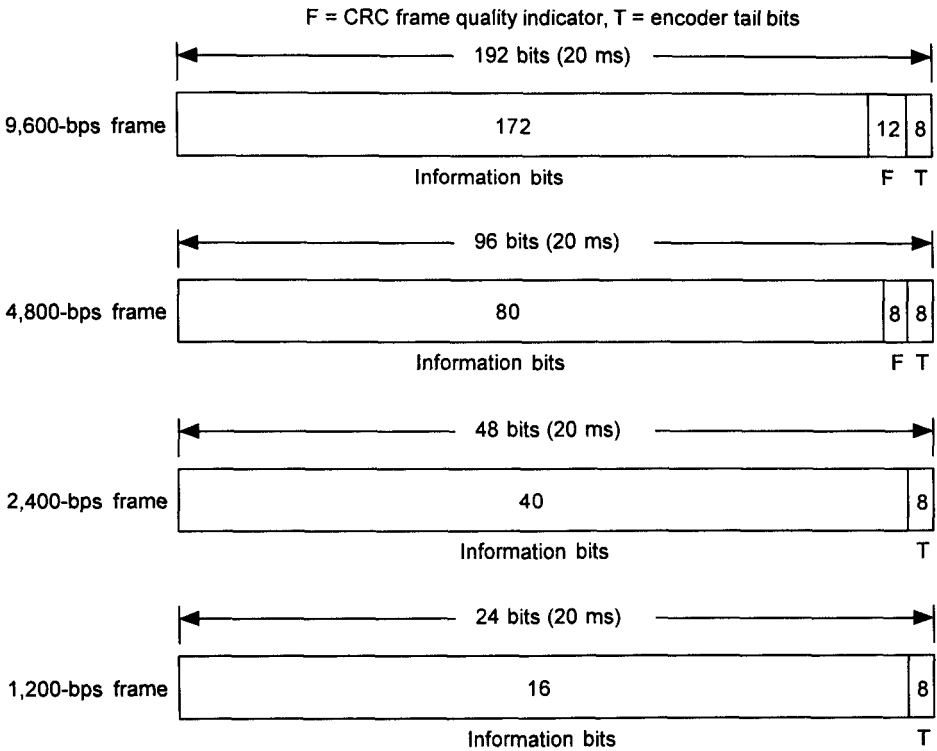 F = CRC frame quality indicator, T = encoder tail bits
192 bits (20 ms)
9,600-bps frame 172 12 8
Information bits F T
96 bits (20 ms)
4,800-bps frame 80 8 8
Information bits F T
48 bits (20 ms)
2,400-bps frame 40 8
Information bits T
24 bits (20 ms)
1,200-bps frame 16 8
Information bits T